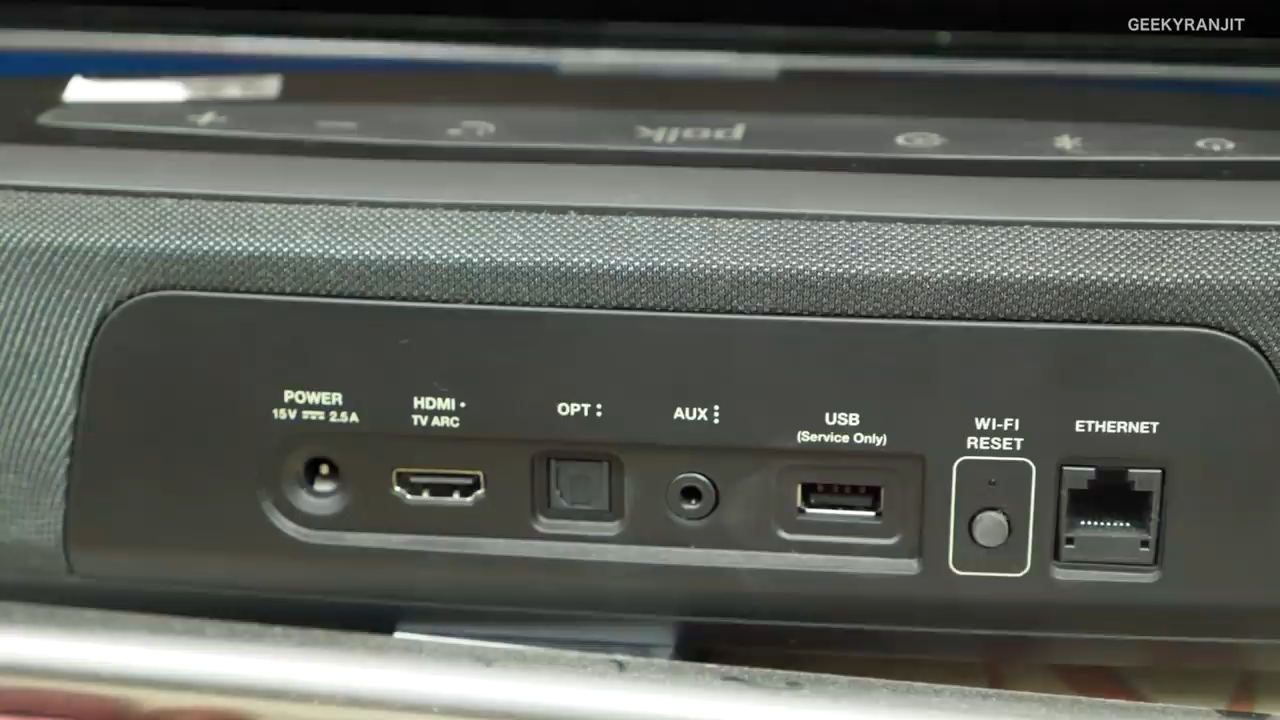 GEEKYRANJIT
polk
POWER
15V ⎓ 2.5A
HDMI •
TV ARC
OPT :
AUX ⋮
USB
(Service Only)
WI-FI
RESET
ETHERNET